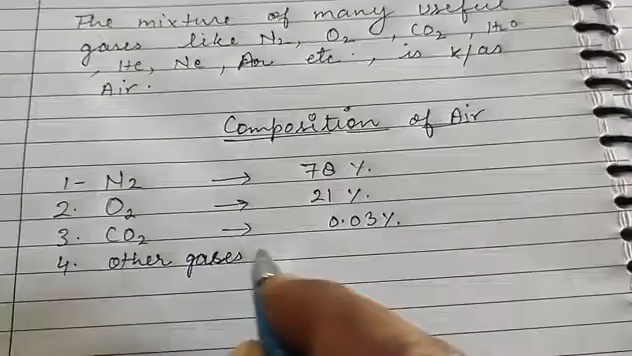 The mixture of many useful
gases like N2, O2, CO2, H2O
, He, Ne, Ar etc., is k/as
Air.
Composition of Air
1- N2 → 78 %.
2. O2 → 21 %.
3. CO2 → 0.03%.
4. other gases